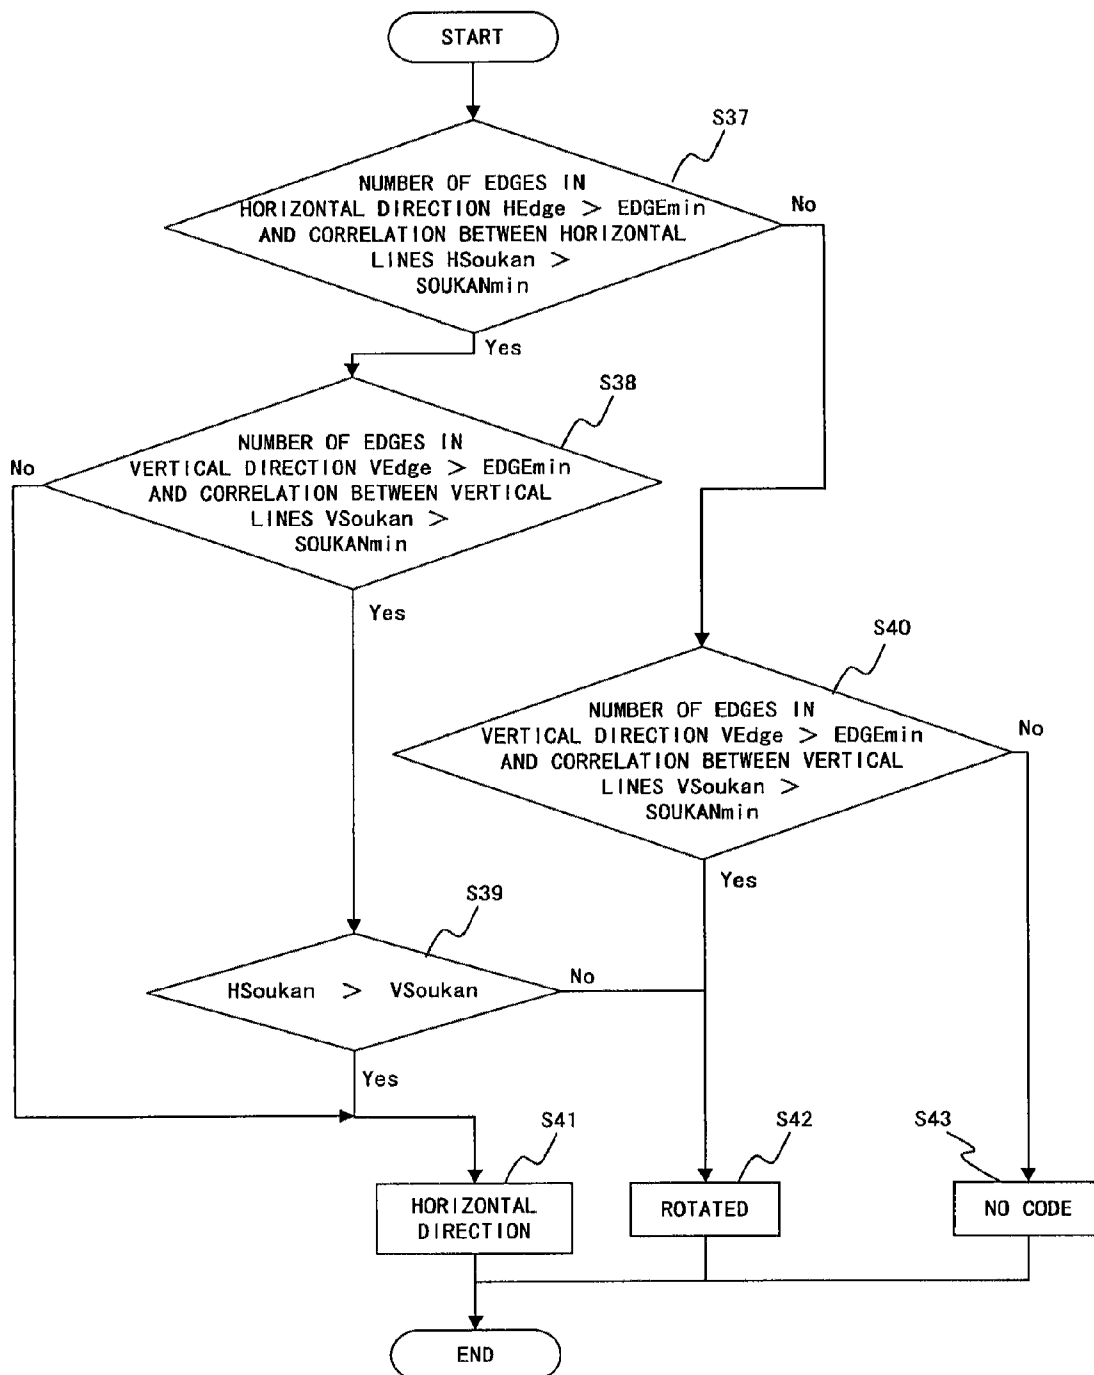 START
S37
NUMBER OF EDGES IN
HORIZONTAL DIRECTION HEdge > EDGEmin
AND CORRELATION BETWEEN HORIZONTAL
LINES HSoukan >
SOUKANmin
No
Yes
S38
NUMBER OF EDGES IN
VERTICAL DIRECTION VEdge > EDGEmin
AND CORRELATION BETWEEN VERTICAL
LINES VSoukan >
SOUKANmin
No
Yes
S40
NUMBER OF EDGES IN
VERTICAL DIRECTION VEdge > EDGEmin
AND CORRELATION BETWEEN VERTICAL
LINES VSoukan >
SOUKANmin
No
Yes
S39
HSoukan > VSoukan
No
Yes
S41
HORIZONTAL
DIRECTION
S42
ROTATED
S43
NO CODE
END